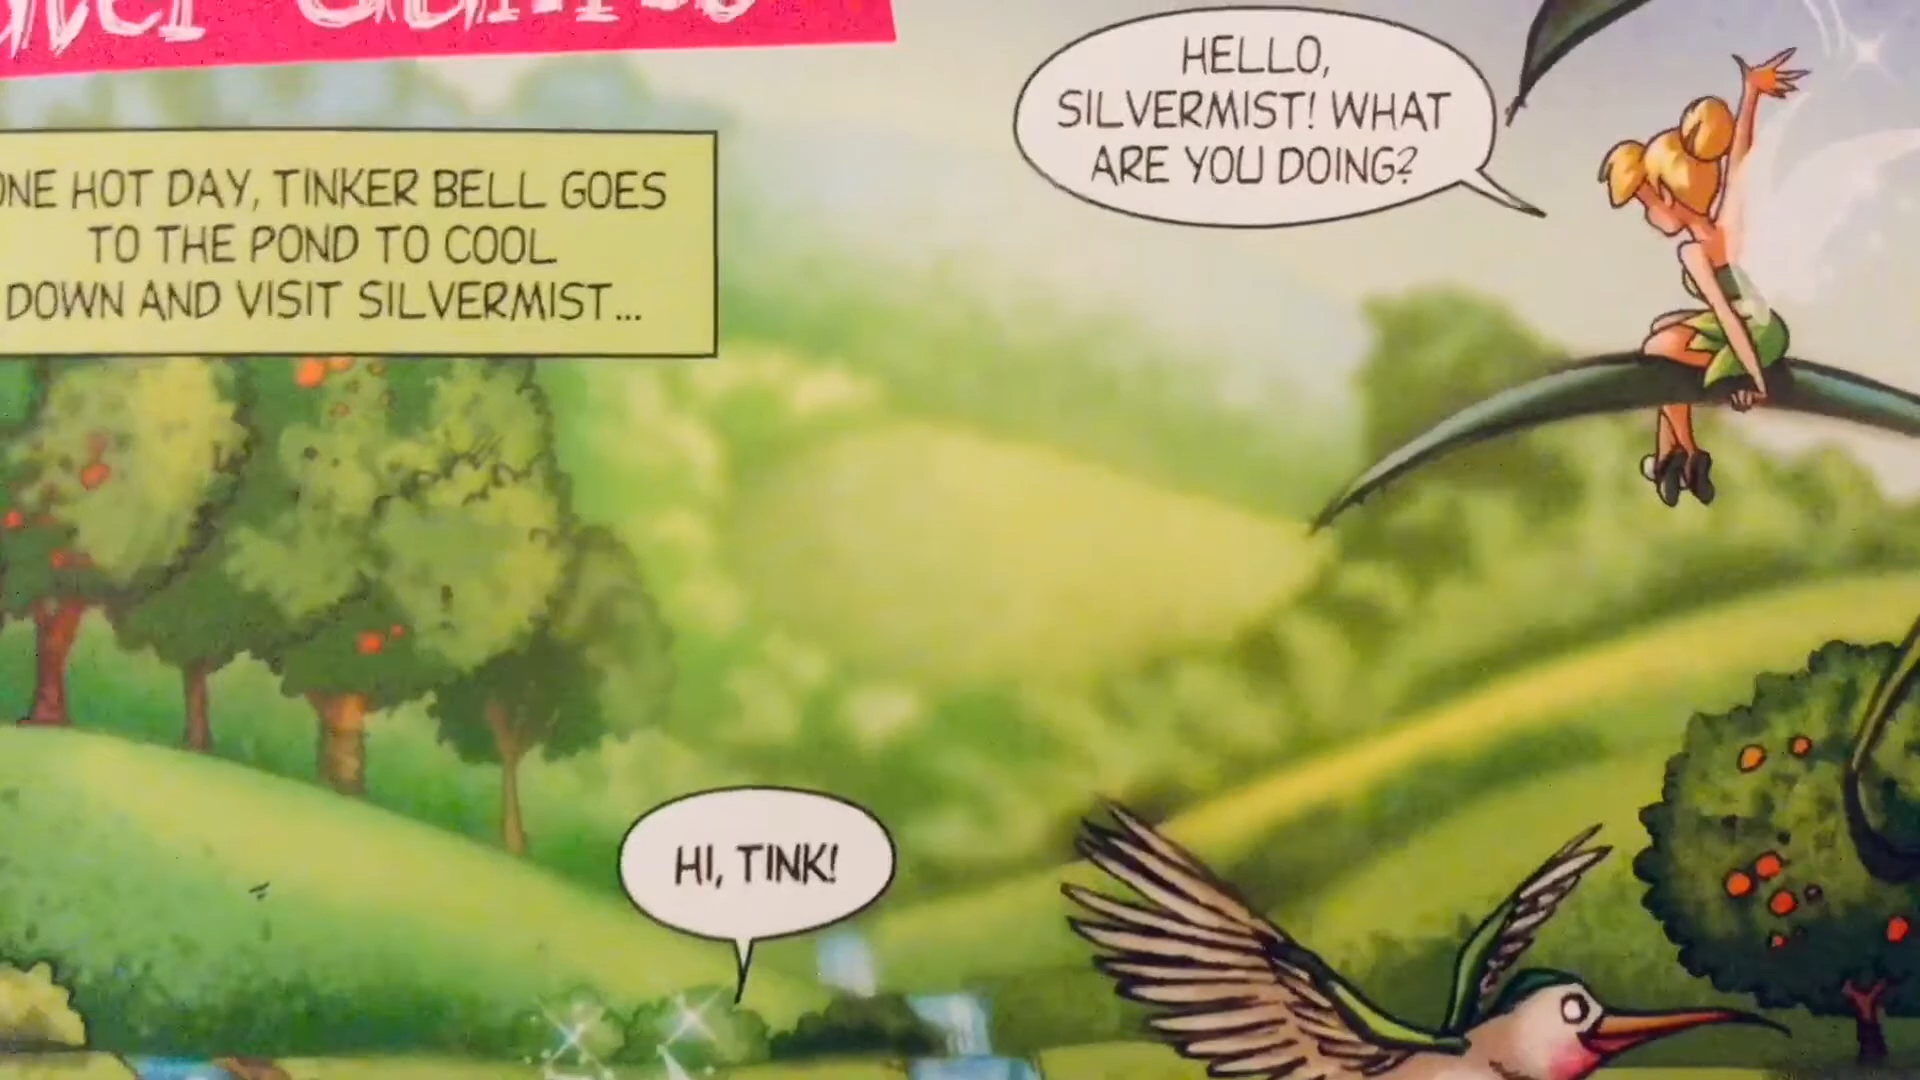 ONE HOT DAY, TINKER BELL GOES
TO THE POND TO COOL
DOWN AND VISIT SILVERMIST...
HELLO,
SILVERMIST! WHAT
ARE YOU DOING?
HI, TINK!